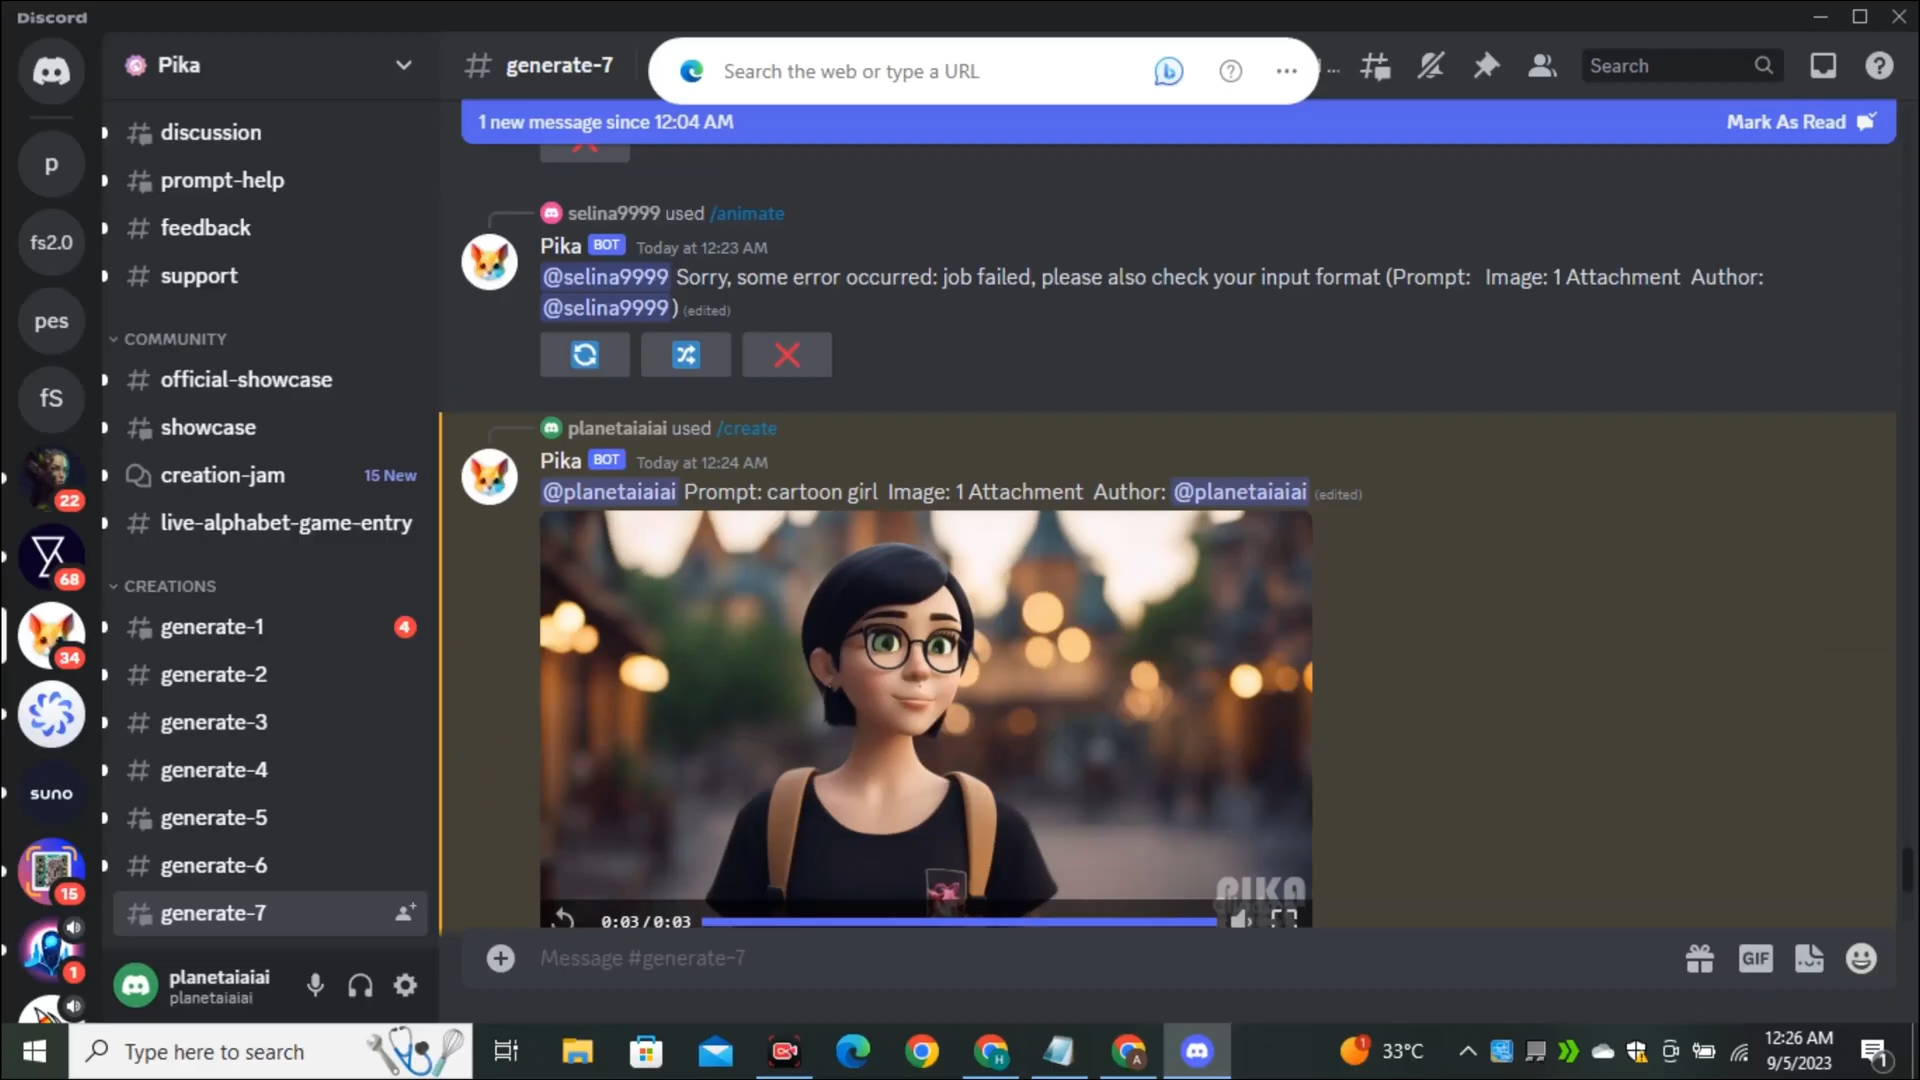 Discord
Pika
generate-7
Search the web or type a URL
...
Search
1 new message since 12:04 AM
Mark As Read
p
fs2.0
pes
fS
22
68
34
suno
15
1
discussion
prompt-help
feedback
support
COMMUNITY
official-showcase
showcase
creation-jam
15 New
live-alphabet-game-entry
CREATIONS
generate-1
4
generate-2
generate-3
generate-4
generate-5
generate-6
generate-7
planetaiaiai
planetaiaiai
selina9999 used /animate
Pika BOT Today at 12:23 AM
@selina9999 Sorry, some error occurred: job failed, please also check your input format (Prompt: Image: 1 Attachment Author:
@selina9999) (edited)
planetaiaiai used /create
Pika BOT Today at 12:24 AM
@planetaiaiai Prompt: cartoon girl Image: 1 Attachment Author: @planetaiaiai (edited)
PIKA
0:03/0:03
Message #generate-7
GIF
Type here to search
H
A
1
33°C
12:26 AM
9/5/2023
1